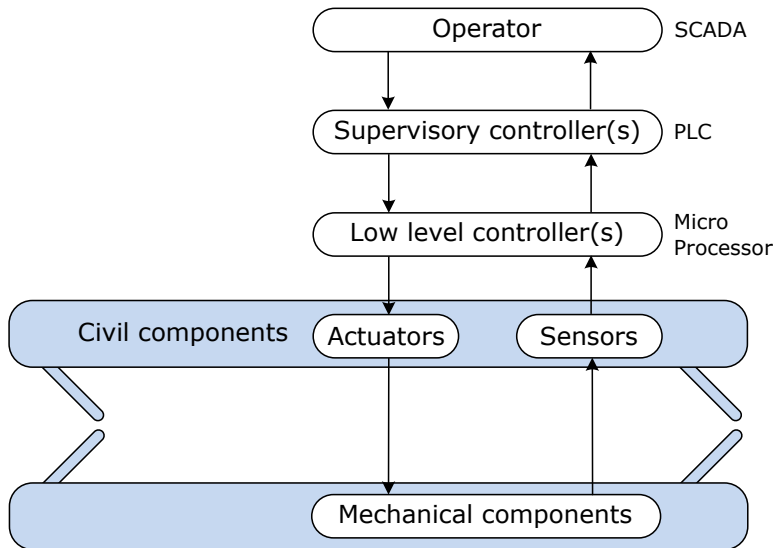 Operator
SCADA
Supervisory controller(s)
PLC
Low level controller(s)
Micro
Processor
Civil components
Actuators
Sensors
Mechanical components